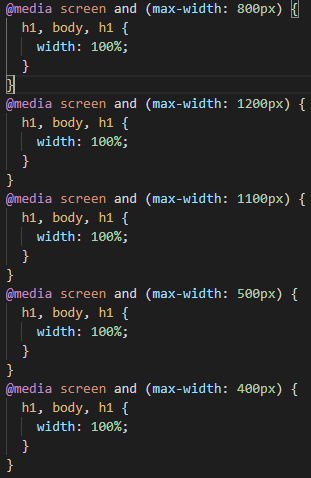 @media screen and (max-width: 800px) {
  h1, body, h1 {
    width: 100%;
  }
}
@media screen and (max-width: 1200px) {
  h1, body, h1 {
    width: 100%;
  }
}
@media screen and (max-width: 1100px) {
  h1, body, h1 {
    width: 100%;
  }
}
@media screen and (max-width: 500px) {
  h1, body, h1 {
    width: 100%;
  }
}
@media screen and (max-width: 400px) {
  h1, body, h1 {
    width: 100%;
  }
}